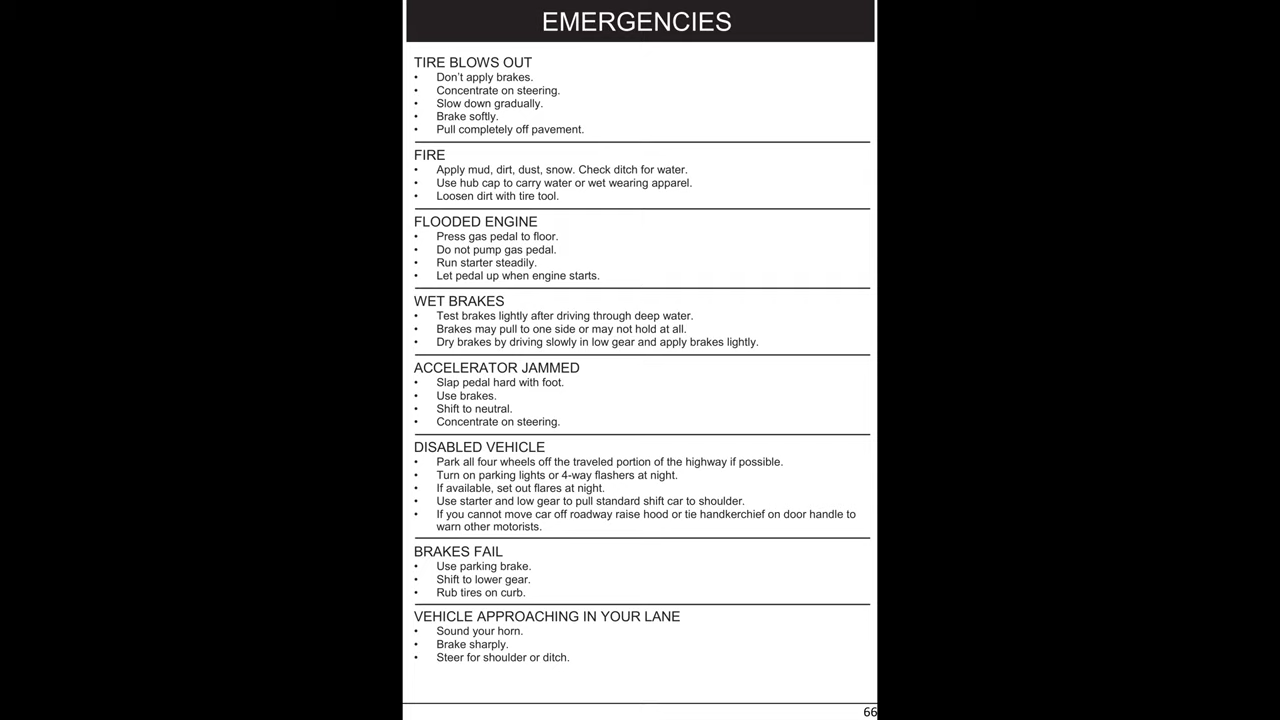 EMERGENCIES
TIRE BLOWS OUT
• Don't apply brakes.
• Concentrate on steering.
• Slow down gradually.
• Brake softly.
• Pull completely off pavement.
FIRE
• Apply mud, dirt, dust, snow. Check ditch for water.
• Use hub cap to carry water or wet wearing apparel.
• Loosen dirt with tire tool.
FLOODED ENGINE
• Press gas pedal to floor.
• Do not pump gas pedal.
• Run starter steadily.
• Let pedal up when engine starts.
WET BRAKES
• Test brakes lightly after driving through deep water.
• Brakes may pull to one side or may not hold at all.
• Dry brakes by driving slowly in low gear and apply brakes lightly.
ACCELERATOR JAMMED
• Slap pedal hard with foot.
• Use brakes.
• Shift to neutral.
• Concentrate on steering.
DISABLED VEHICLE
• Park all four wheels off the traveled portion of the highway if possible.
• Turn on parking lights or 4-way flashers at night.
• If available, set out flares at night.
• Use starter and low gear to pull standard shift car to shoulder.
• If you cannot move car off roadway raise hood or tie handkerchief on door handle to
warn other motorists.
BRAKES FAIL
• Use parking brake.
• Shift to lower gear.
• Rub tires on curb.
VEHICLE APPROACHING IN YOUR LANE
• Sound your horn.
• Brake sharply.
• Steer for shoulder or ditch.
66